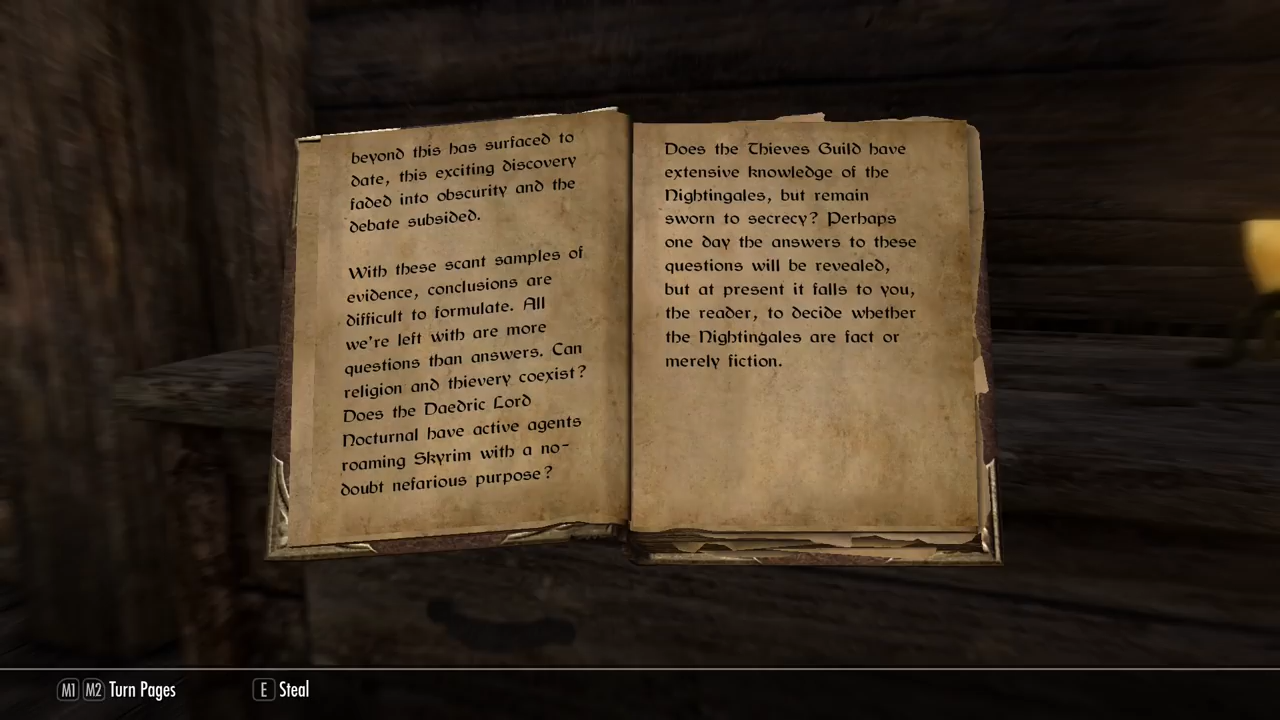 beyond this has surfaced to
date, this exciting discovery
faded into obscurity and the
debate subsided.
With these scant samples of
evidence, conclusions are
difficult to formulate. All
we're left with are more
questions than answers. Can
religion and thievery coexist?
Does the Daedric Lord
Nocturnal have active agents
roaming Skyrim with a no-
doubt nefarious purpose?
Does the Thieves Guild have
extensive knowledge of the
Nightingales, but remain
sworn to secrecy? Perhaps
one day the answers to these
questions will be revealed,
but at present it falls to you,
the reader, to decide whether
the Nightingales are fact or
merely fiction.
M1 M2 Turn Pages
E Steal